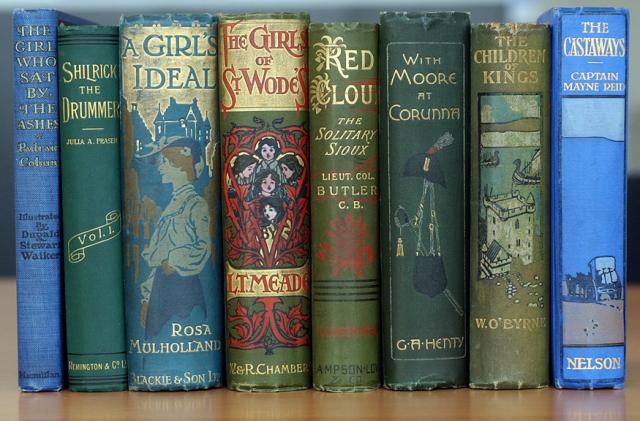 THE
GIRL
WHO
SAT
BY
THE
ASHES
Padraic
Colum
Illustrated
By
Dugald
Stewart
Walker
Macmillan
SHILRICK
THE
DRUMMER
JULIA A. FRASER
VOL. I.
REMINGTON & CO
A GIRL'S
IDEAL
ROSA
MULHOLLAND
BLACKIE & SON LTD
THE GIRLS
OF
ST WODE'S
L.T. MEADE
W. & R. CHAMBERS
RED
CLOUD
THE
SOLITARY
SIOUX
LIEUT. COL.
BUTLER
C. B.
ILLUSTRATED
SAMPSON LOW
& CO
WITH
MOORE
AT
CORUNNA
G. A. HENTY
THE
CHILDREN
OF
KINGS
W. O'BYRNE
THE
CASTAWAYS
CAPTAIN
MAYNE REID
NELSON